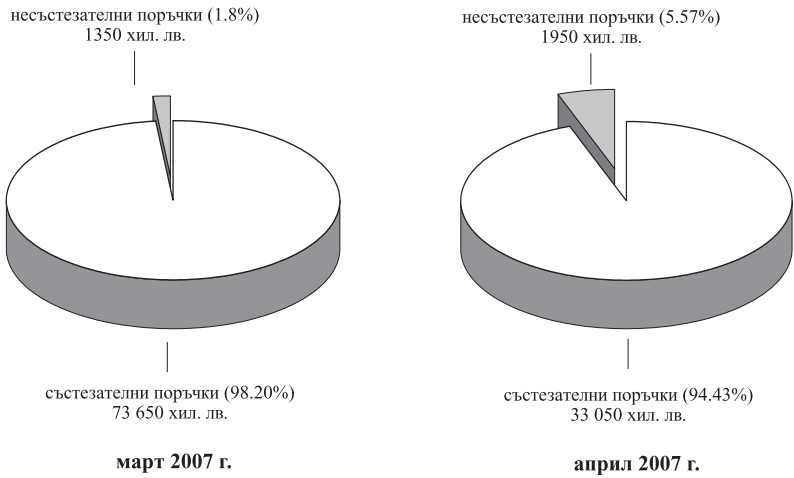 несъстезателни поръчки (1.8%)
1350 хил. лв.
състезателни поръчки (98.20%)
73 650 хил. лв.
март 2007 г.
несъстезателни поръчки (5.57%)
1950 хил. лв.
състезателни поръчки (94.43%)
33 050 хил. лв.
април 2007 г.